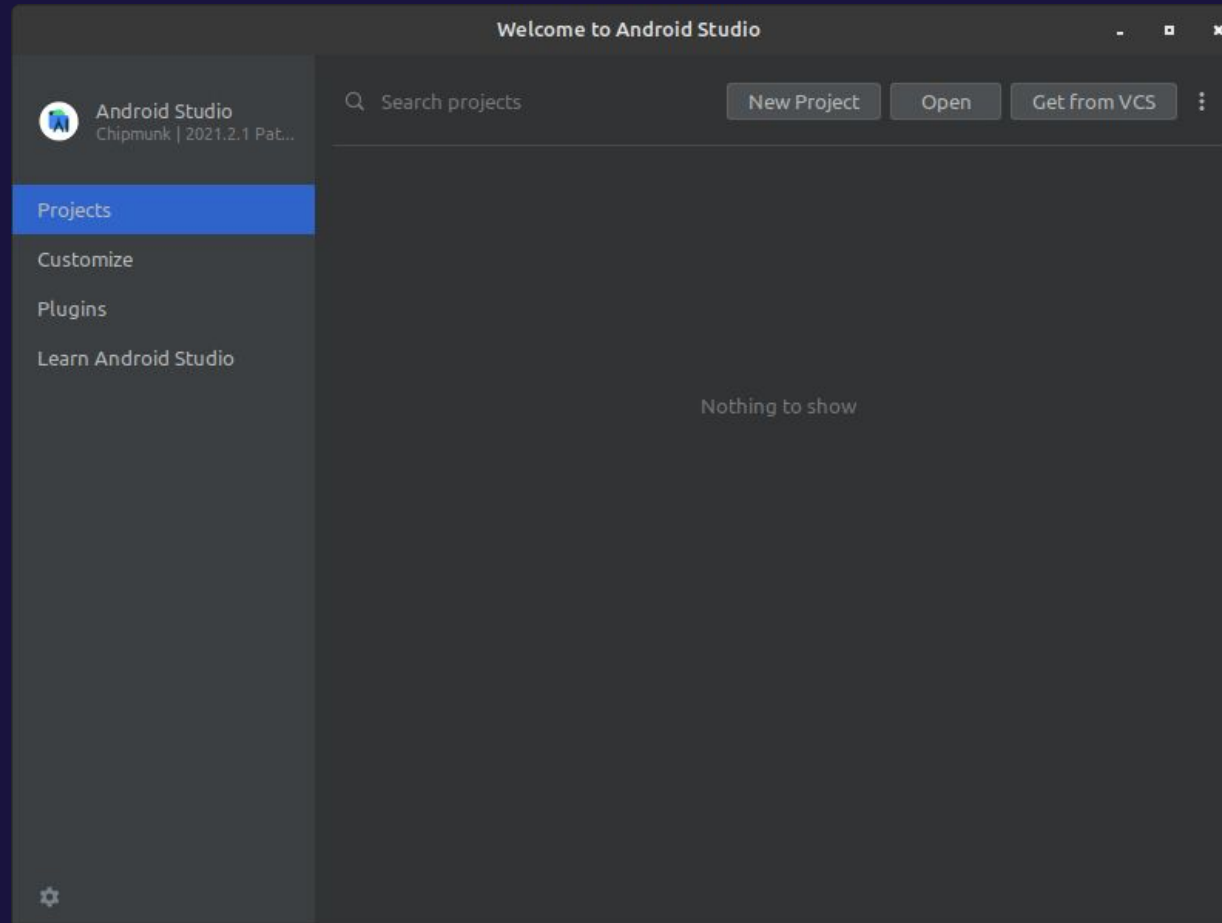 Welcome to Android Studio
Android Studio
Chipmunk | 2021.2.1 Pat...
Search projects
New Project
Open
Get from VCS
Projects
Customize
Plugins
Learn Android Studio
Nothing to show